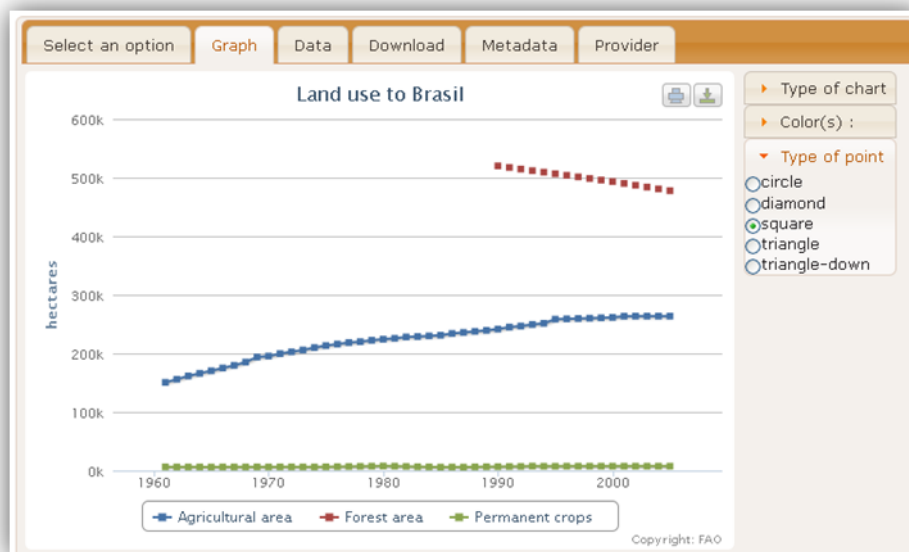 Select an option Graph Data Download Metadata Provider
Land use to Brasil
Type of chart
Color(s) :
Type of point
circle
diamond
square
triangle
triangle-down
600k
500k
400k
300k
200k
100k
0k
hectares
1960 1970 1980 1990 2000
Agricultural area Forest area Permanent crops
Copyright: FAO